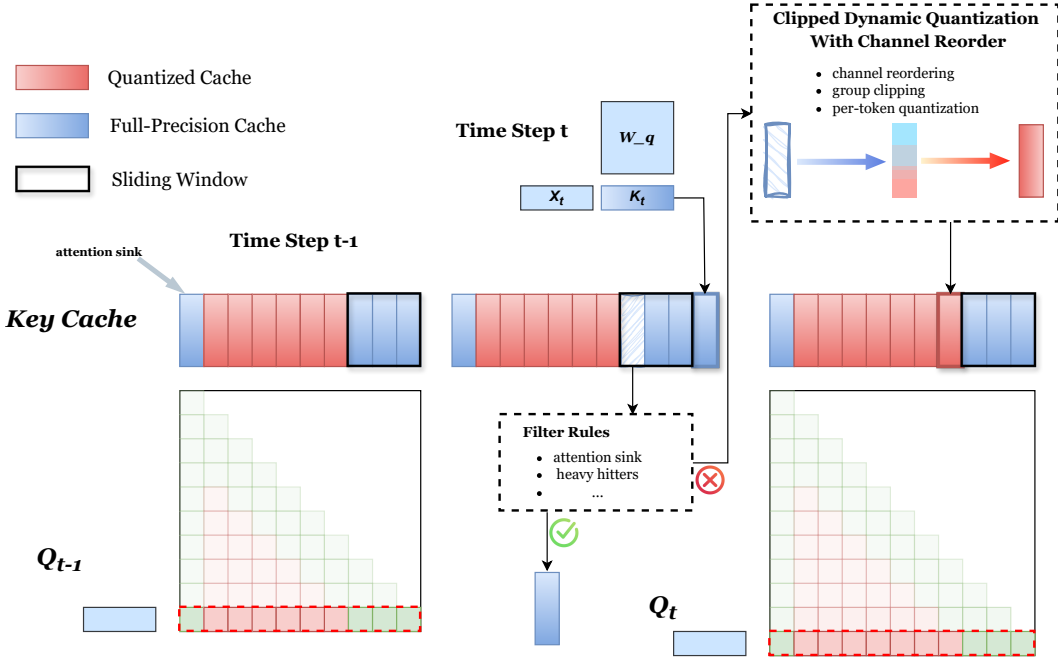 Quantized Cache
Full-Precision Cache
Sliding Window
Time Step t
W_q
X_t
K_t
Clipped Dynamic Quantization
With Channel Reorder
channel reordering
group clipping
per-token quantization
Time Step t-1
attention sink
Key Cache
Filter Rules
attention sink
heavy hitters
...
Q_{t-1}
Q_t